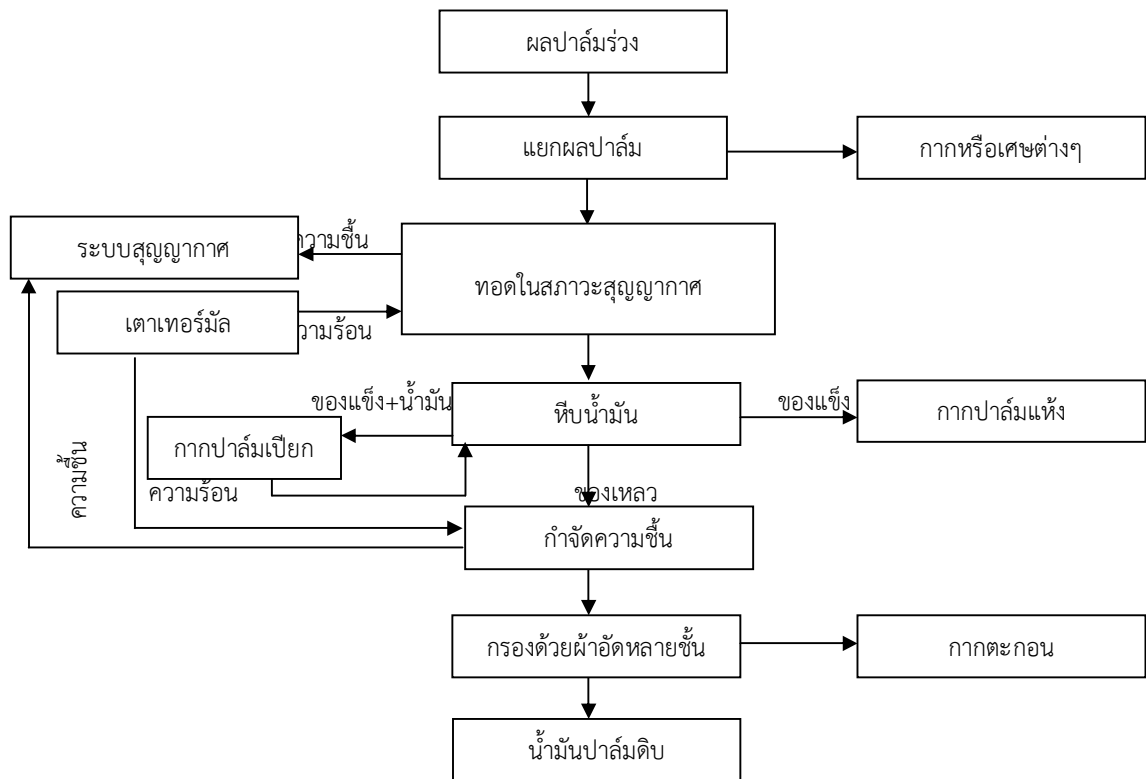 ผลปาล์มร่วง
แยกผลปาล์ม
กากหรือเศษต่างๆ
ระบบสุญญากาศ
ความชื้น
ทอดในสภาวะสุญญากาศ
เตาเทอร์มัล
ความร้อน
ของแข็ง+น้ำมัน
หีบน้ำมัน
ของแข็ง
กากปาล์มแห้ง
กากปาล์มเปียก
ความชื้น
ความร้อน
ของเหลว
กำจัดความชื้น
กรองด้วยผ้าอัดหลายชั้น
กากตะกอน
น้ำมันปาล์มดิบ